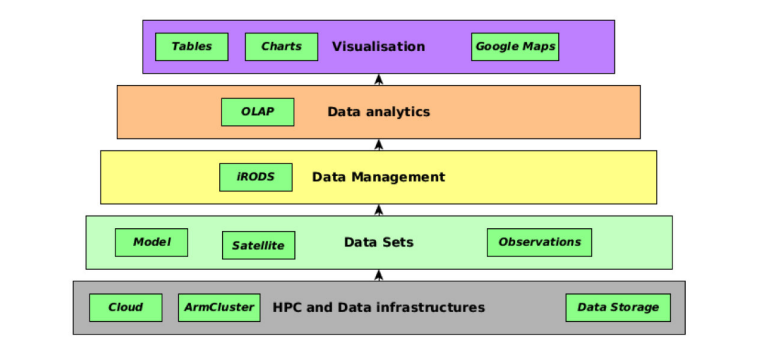 Tables Charts Visualisation Google Maps
OLAP Data analytics
iRODS Data Management
Model Satellite Data Sets Observations
Cloud ArmCluster HPC and Data infrastructures Data Storage